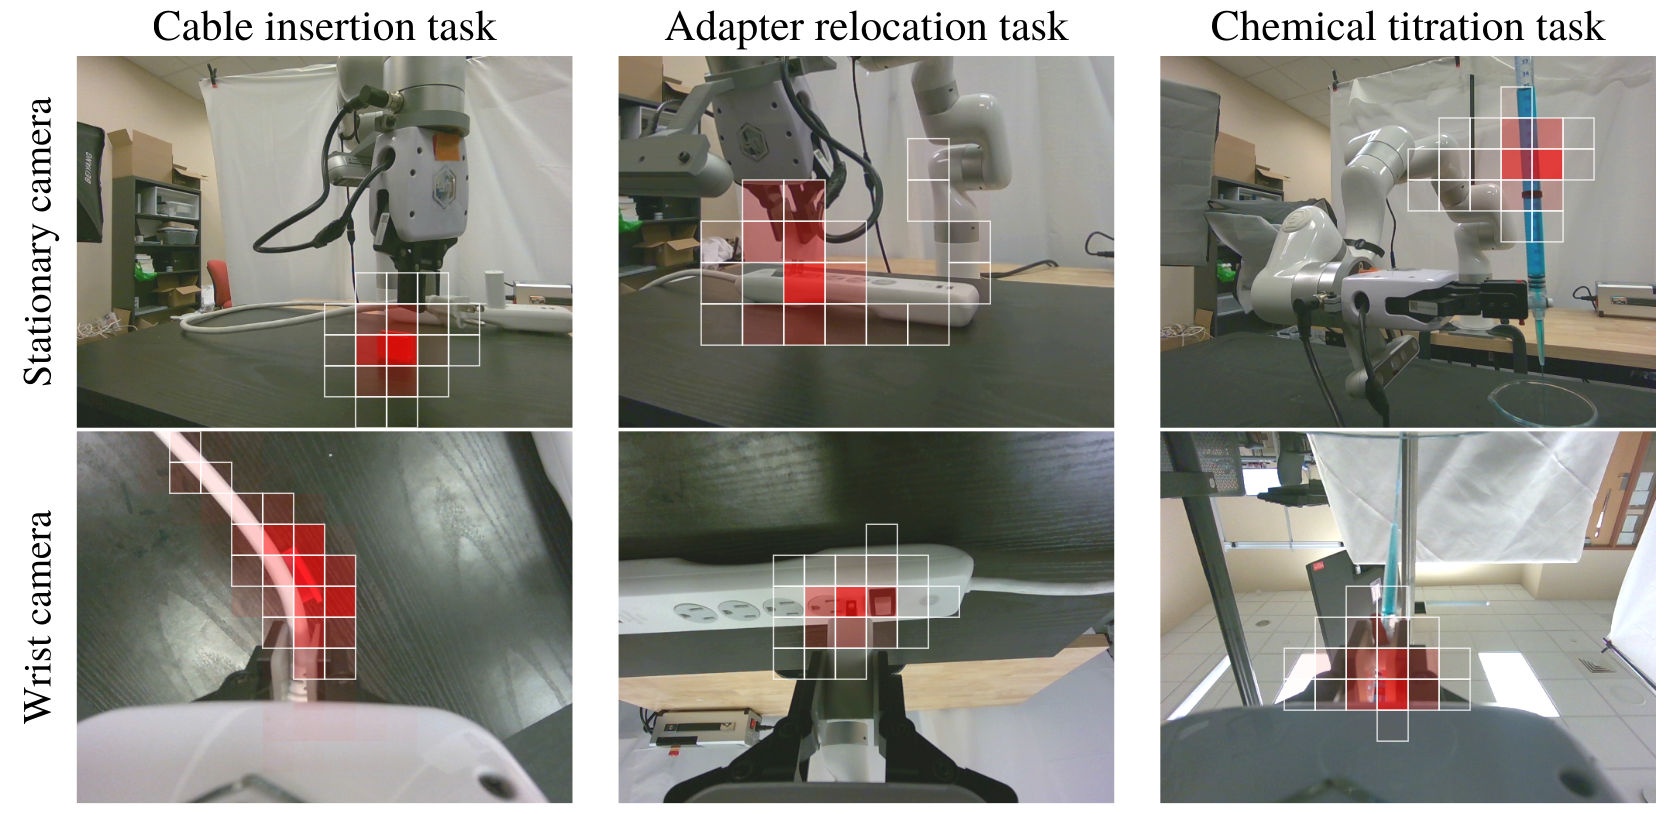 Cable insertion task
Adapter relocation task
Chemical titration task
Stationary camera
Wrist camera